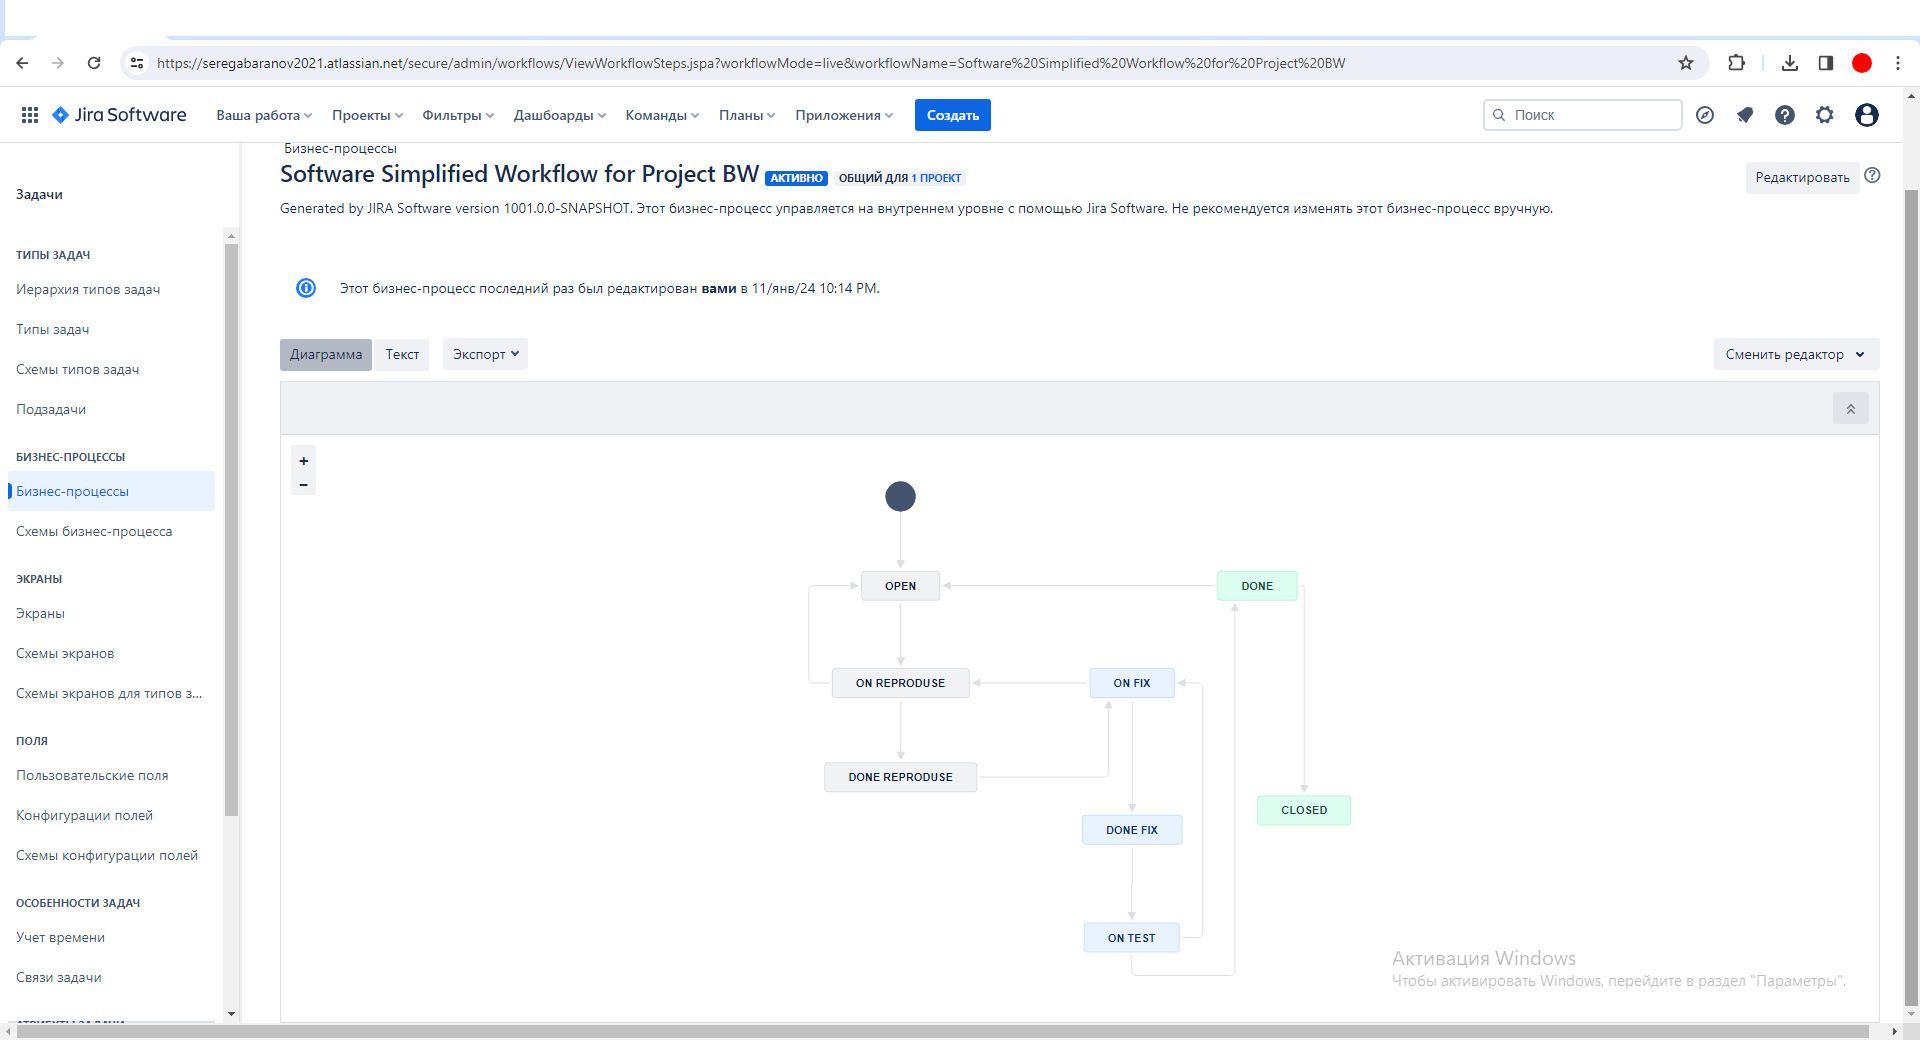 https://seregabaranov2021.atlassian.net/secure/admin/workflows/ViewWorkflowSteps.jspa?workflowMode=live&workflowName=Software%20Simplified%20Workflow%20for%20Project%20BW
Jira Software
Ваша работа
Проекты
Фильтры
Дашборды
Команды
Планы
Приложения
Создать
Поиск
Задачи
ТИПЫ ЗАДАЧ
Иерархия типов задач
Типы задач
Схемы типов задач
Подзадачи
БИЗНЕС-ПРОЦЕССЫ
Бизнес-процессы
Схемы бизнес-процесса
ЭКРАНЫ
Экраны
Схемы экранов
Схемы экранов для типов з...
ПОЛЯ
Пользовательские поля
Конфигурации полей
Схемы конфигурации полей
ОСОБЕННОСТИ ЗАДАЧ
Учет времени
Связи задачи
АТРИБУТЫ ЗАДАЧИ
Бизнес-процессы
Software Simplified Workflow for Project BW АКТИВНО ОБЩИЙ ДЛЯ 1 ПРОЕКТ
Редактировать
Generated by JIRA Software version 1001.0.0-SNAPSHOT. Этот бизнес-процесс управляется на внутреннем уровне с помощью Jira Software. Не рекомендуется изменять этот бизнес-процесс вручную.
Этот бизнес-процесс последний раз был редактирован вами в 11/янв/24 10:14 PM.
Диаграмма
Текст
Экспорт
Сменить редактор
+
−
OPEN
DONE
ON REPRODUSE
ON FIX
DONE REPRODUSE
CLOSED
DONE FIX
ON TEST
Активация Windows
Чтобы активировать Windows, перейдите в раздел "Параметры".